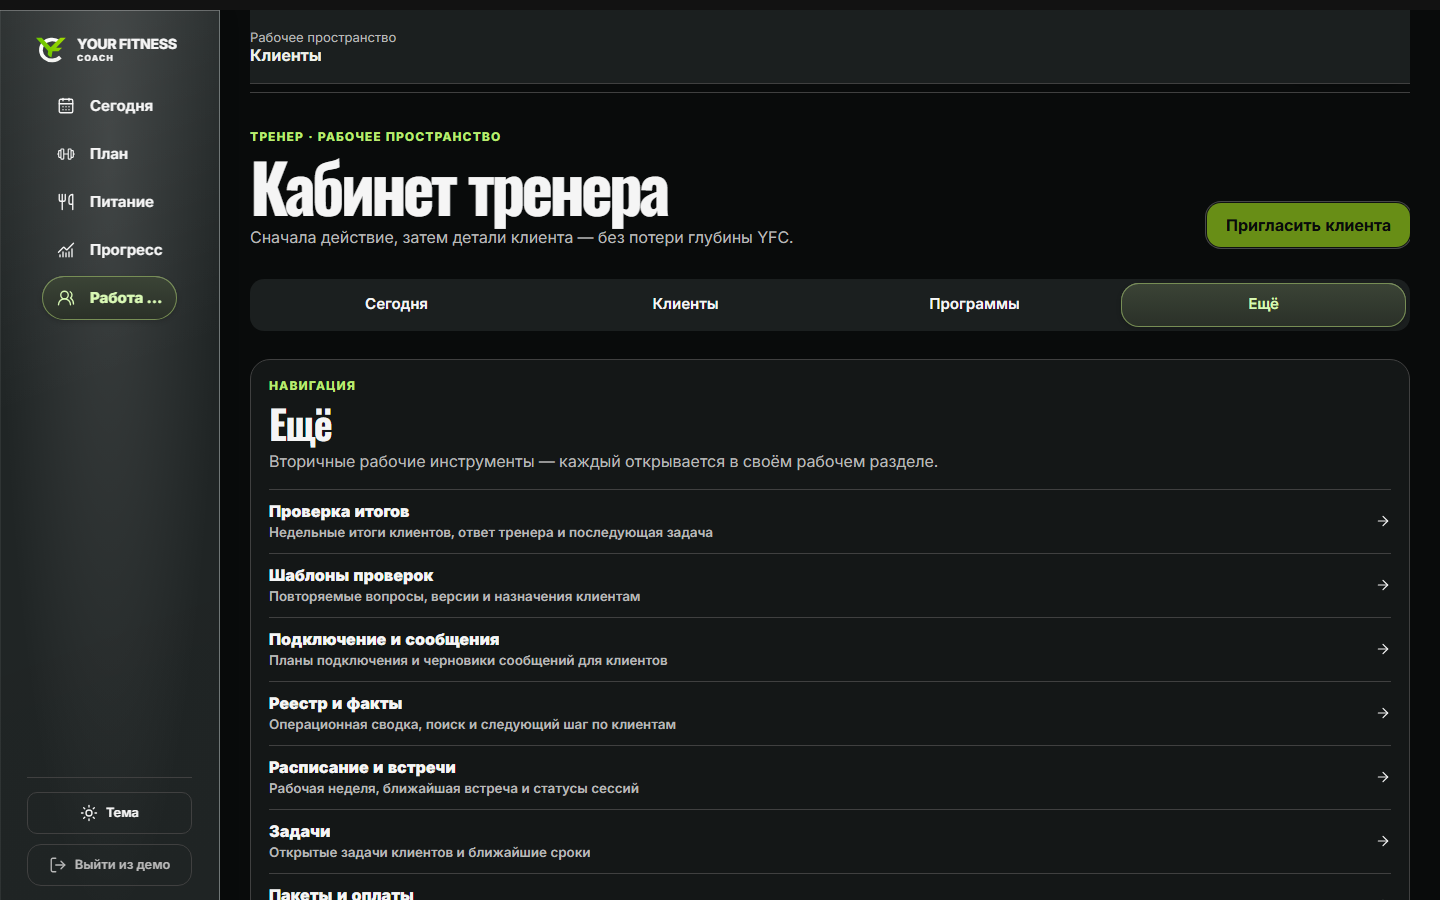 YOUR FITNESS
COACH
Сегодня
План
Питание
Прогресс
Работа ...
Тема
Выйти из демо
Рабочее пространство
Клиенты
ТРЕНЕР · РАБОЧЕЕ ПРОСТРАНСТВО
Кабинет тренера
Сначала действие, затем детали клиента — без потери глубины YFC.
Пригласить клиента
Сегодня
Клиенты
Программы
Ещё
НАВИГАЦИЯ
Ещё
Вторичные рабочие инструменты — каждый открывается в своём рабочем разделе.
Проверка итогов
Недельные итоги клиентов, ответ тренера и последующая задача
Шаблоны проверок
Повторяемые вопросы, версии и назначения клиентам
Подключение и сообщения
Планы подключения и черновики сообщений для клиентов
Реестр и факты
Операционная сводка, поиск и следующий шаг по клиентам
Расписание и встречи
Рабочая неделя, ближайшая встреча и статусы сессий
Задачи
Открытые задачи клиентов и ближайшие сроки
Пакеты и оплаты